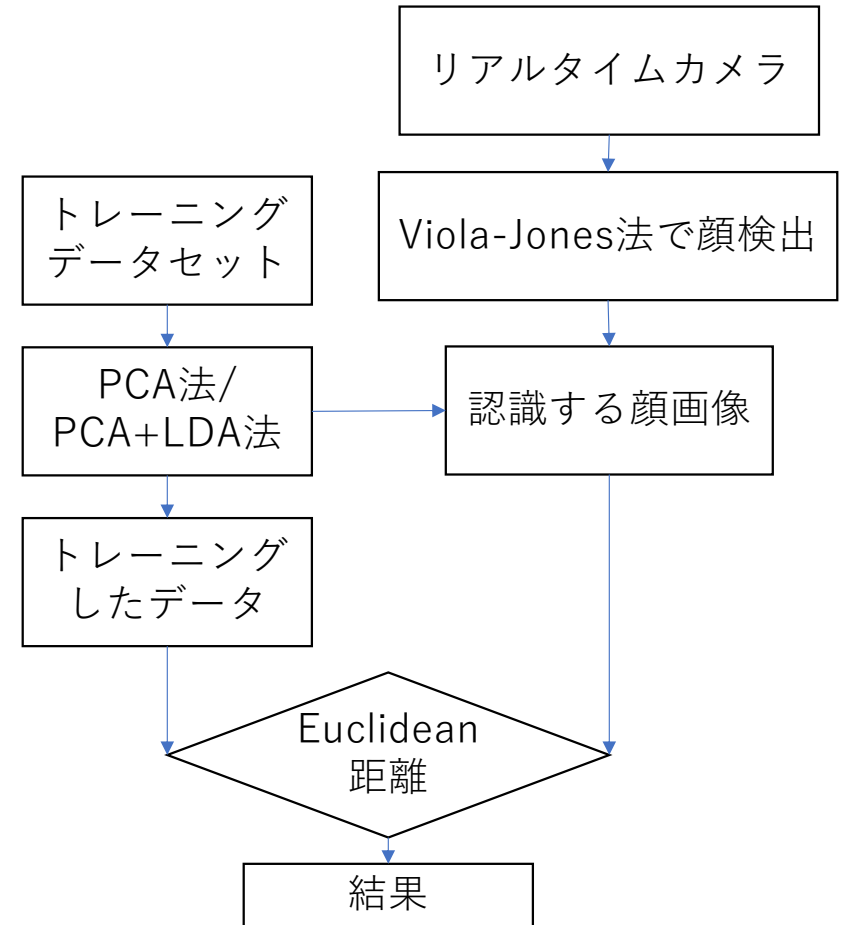 リアルタイムカメラ
Viola-Jones法で顔検出
トレーニング
データセット
PCA法/
PCA+LDA法
認識する顔画像
トレーニング
したデータ
Euclidean
距離
結果